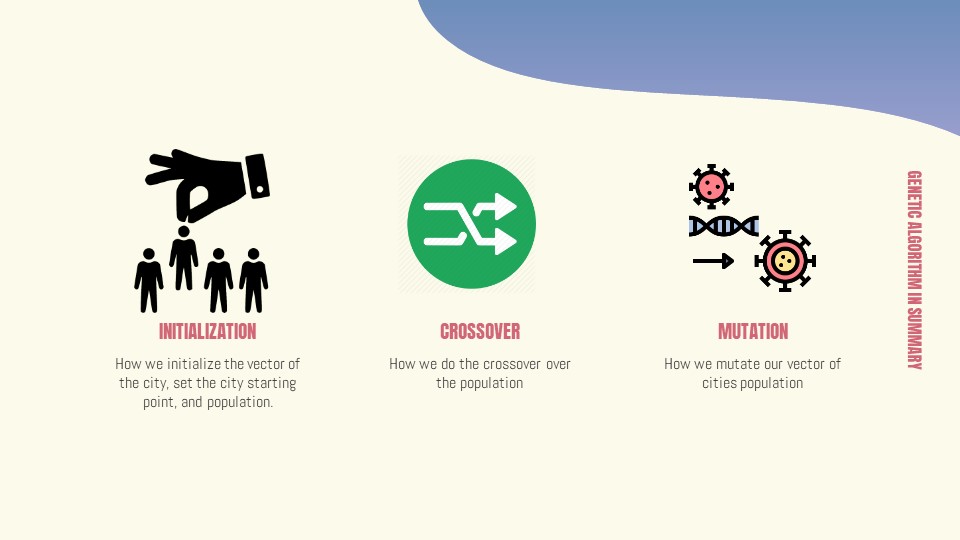 INITIALIZATION
How we initialize the vector of
the city, set the city starting
point, and population.
CROSSOVER
How we do the crossover over
the population
MUTATION
How we mutate our vector of
cities population
GENETIC ALGORITHM IN SUMMARY